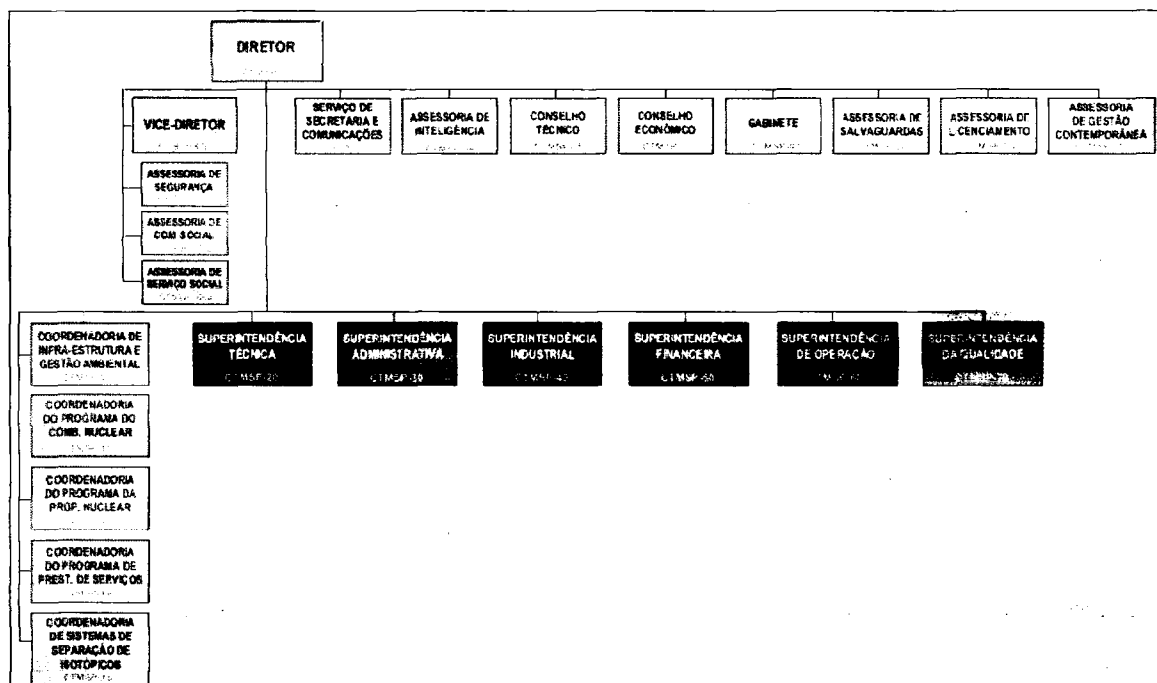 DIRETOR
VICE-DIRETOR
SERVIÇO DE
SECRETARIA E
COMUNICAÇÕES
ASSESSORIA DE
INTELIGÊNCIA
CONSELHO
TÉCNICO
CONSELHO
ECONÔMICO
GABINETE
ASSESSORIA DE
SALVAGUARDAS
ASSESSORIA DE
LICENCIAMENTO
ASSESSORIA
DE GESTÃO
CONTEMPORÂNEA
ASSESSORIA DE
SEGURANÇA
ASSESSORIA DE
COM SOCIAL
ASSESSORIA DE
SERVIÇO SOCIAL
COORDENADORIA DE
INFRA-ESTRUTURA E
GESTÃO AMBIENTAL
SUPERINTENDÊNCIA
TÉCNICA
CTMSP-20
SUPERINTENDÊNCIA
ADMINISTRATIVA
CTMSP-30
SUPERINTENDÊNCIA
INDUSTRIAL
CTMSP-40
SUPERINTENDÊNCIA
FINANCEIRA
CTMSP-50
SUPERINTENDÊNCIA
DE OPERAÇÃO
SUPERINTENDÊNCIA
DA QUALIDADE
COORDENADORIA
DO PROGRAMA DO
COMB. NUCLEAR
COORDENADORIA
DO PROGRAMA DA
PROP. NUCLEAR
COORDENADORIA
DO PROGRAMA DE
PREST. DE SERVIÇOS
COORDENADORIA
DE SISTEMAS DE
SEPARAÇÃO DE
ISOTÓPICOS